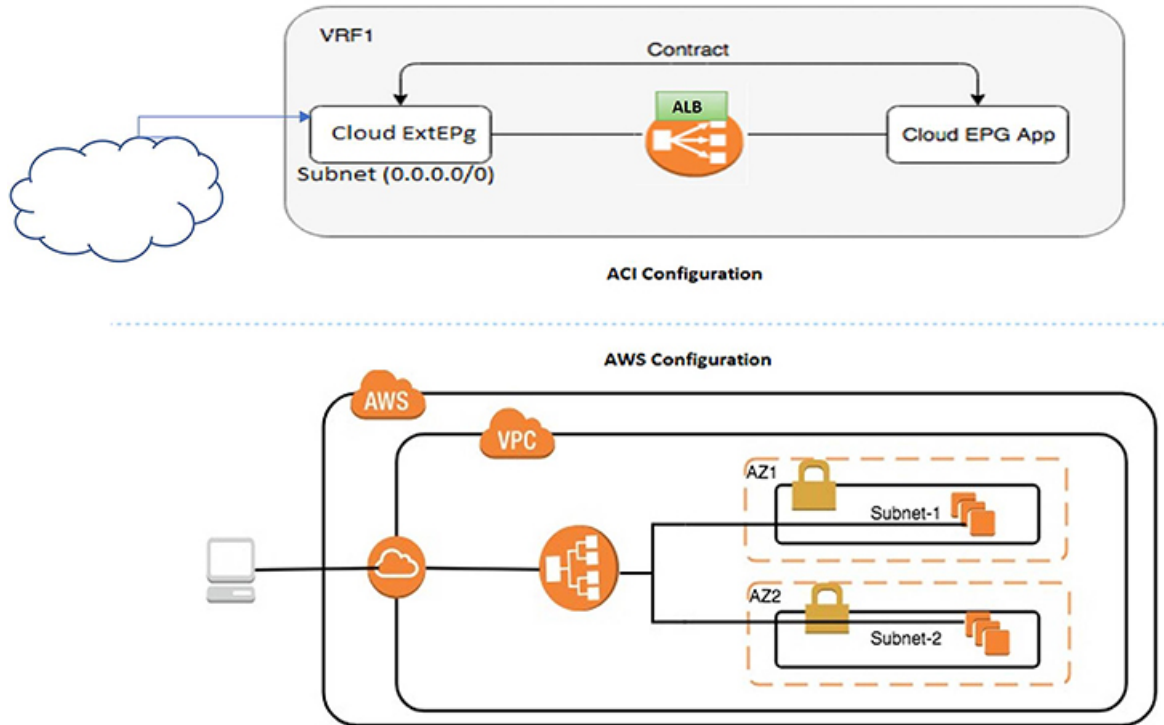 VRF1
Contract
ALB
Cloud ExtEPg
Cloud EPG App
Subnet (0.0.0.0/0)
ACI Configuration
AWS Configuration
AWS
VPC
AZ1
Subnet-1
AZ2
Subnet-2